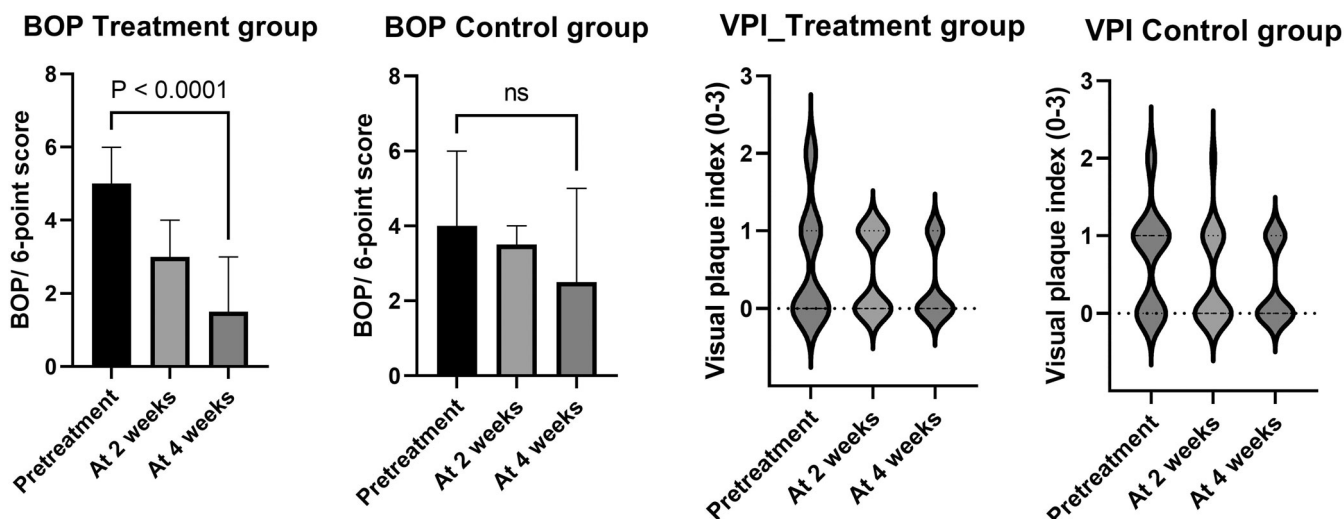 BOP Treatment group
BOP/ 6-point score
8
6
4
2
0
P < 0.0001
Pretreatment
At 2 weeks
At 4 weeks
BOP Control group
BOP/ 6-point score
8
6
4
2
0
ns
Pretreatment
At 2 weeks
At 4 weeks
VPI_Treatment group
Visual plaque index (0-3)
3
2
1
0
Pretreatment
At 2 weeks
At 4 weeks
VPI Control group
Visual plaque index (0-3)
3
2
1
0
Pretreatment
At 2 weeks
At 4 weeks